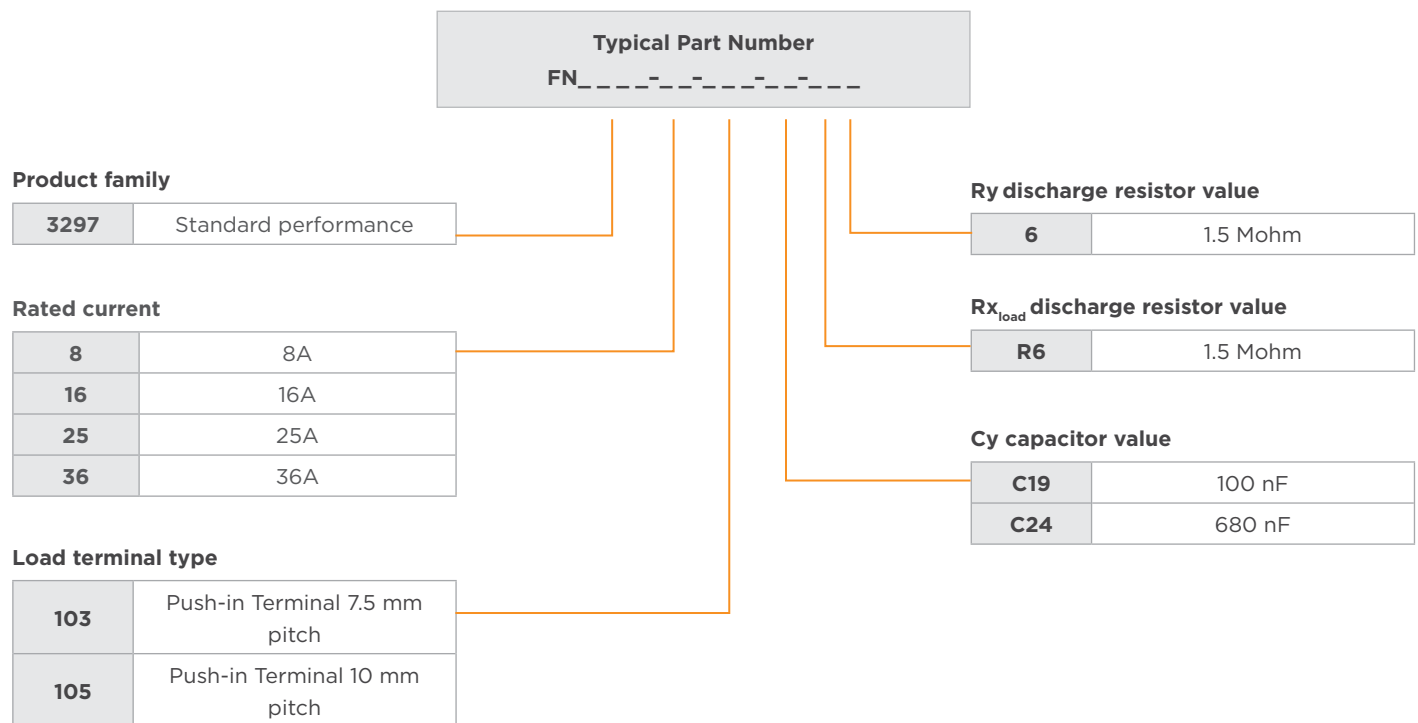 Typical Part Number
FN_ _ _ _-_ _-_ _ _-_ _-_ _ _
Product family
3297 Standard performance
Rated current
8 8A
16 16A
25 25A
36 36A
Load terminal type
103 Push-in Terminal 7.5 mm
pitch
105 Push-in Terminal 10 mm
pitch
Ry discharge resistor value
6 1.5 Mohm
Rxload discharge resistor value
R6 1.5 Mohm
Cy capacitor value
C19 100 nF
C24 680 nF